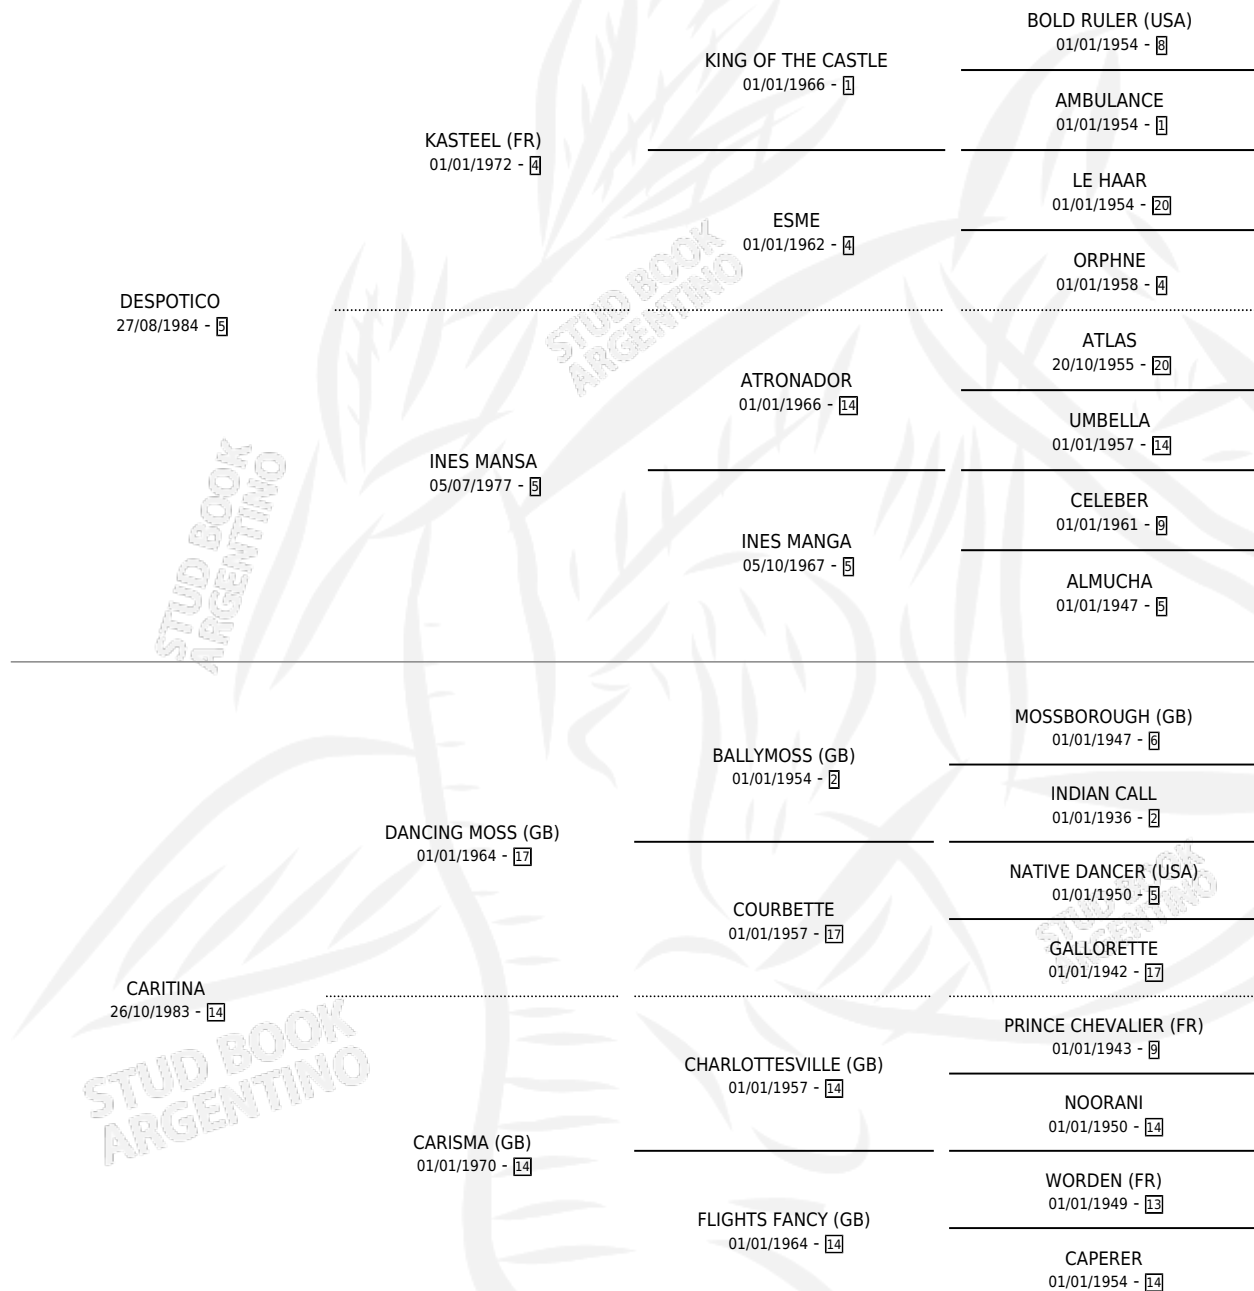 BOLD RULER (USA)
01/01/1954 - 8
KING OF THE CASTLE
01/01/1966 - 1
AMBULANCE
01/01/1954 - 1
KASTEEL (FR)
01/01/1972 - 4
LE HAAR
01/01/1954 - 20
ESME
01/01/1962 - 4
ORPHNE
01/01/1958 - 4
DESPOTICO
27/08/1984 - 5
ATLAS
20/10/1955 - 20
ATRONADOR
01/01/1966 - 14
UMBELLA
01/01/1957 - 14
INES MANSA
05/07/1977 - 5
CELEBER
01/01/1961 - 9
INES MANGA
05/10/1967 - 5
ALMUCHA
01/01/1947 - 5
MOSSBOROUGH (GB)
01/01/1947 - 6
BALLYMOSS (GB)
01/01/1954 - 2
INDIAN CALL
01/01/1936 - 2
DANCING MOSS (GB)
01/01/1964 - 17
NATIVE DANCER (USA)
01/01/1950 - 5
COURBETTE
01/01/1957 - 17
GALLORETTE
01/01/1942 - 17
CARITINA
26/10/1983 - 14
PRINCE CHEVALIER (FR)
01/01/1943 - 9
CHARLOTTESVILLE (GB)
01/01/1957 - 14
NOORANI
01/01/1950 - 14
CARISMA (GB)
01/01/1970 - 14
WORDEN (FR)
01/01/1949 - 13
FLIGHTS FANCY (GB)
01/01/1964 - 14
CAPERER
01/01/1954 - 14
STUD BOOK
ARGENTINO
STUD BOOK
ARGENTINO
STUD BOOK
ARGENTINO
STUD BOOK
ARGENTINO